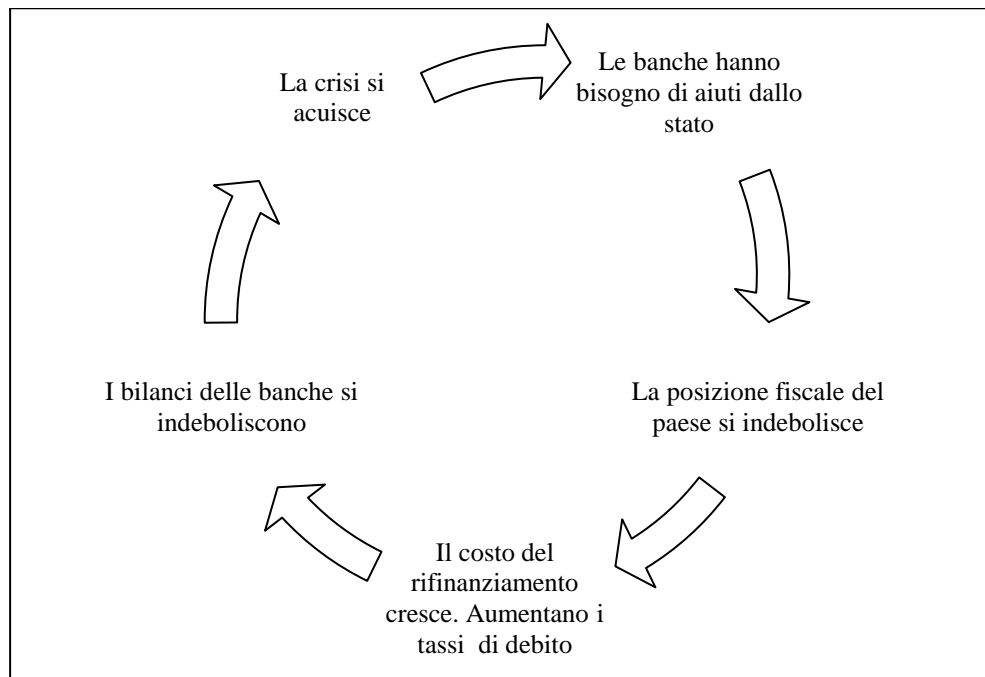 La crisi si
acuisce
Le banche hanno
bisogno di aiuti dallo
stato
La posizione fiscale del
paese si indebolisce
Il costo del
rifinanziamento
cresce. Aumentano i
tassi  di debito
I bilanci delle banche si
indeboliscono